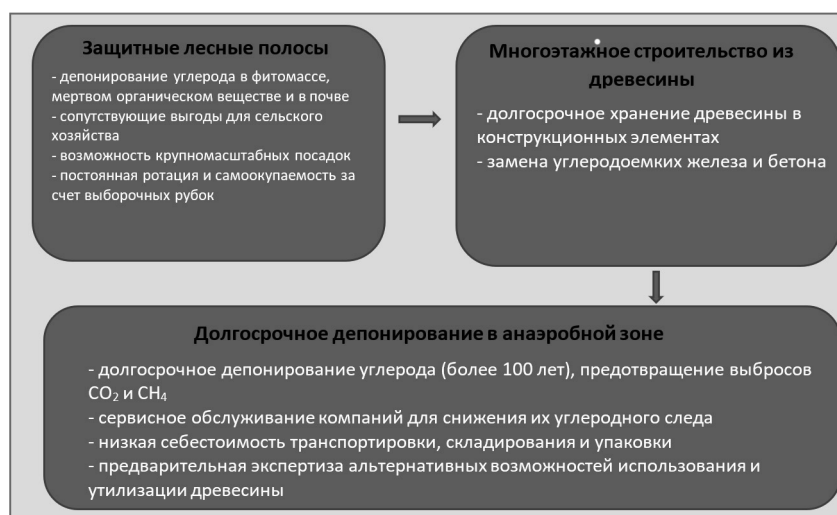 Защитные лесные полосы
- депонирование углерода в фитомассе,
мертвом органическом веществе и в почве
- сопутствующие выгоды для сельского
хозяйства
- возможность крупномасштабных посадок
- постоянная ротация и самоокупаемость за
счет выборочных рубок
Многоэтажное строительство из
древесины
- долгосрочное хранение древесины в
конструкционных элементах
- замена углеродоемких железа и бетона
Долгосрочное депонирование в анаэробной зоне
- долгосрочное депонирование углерода (более 100 лет), предотвращение выбросов
CO₂ и CH₄
- сервисное обслуживание компаний для снижения их углеродного следа
- низкая себестоимость транспортировки, складирования и упаковки
- предварительная экспертиза альтернативных возможностей использования и
утилизации древесины